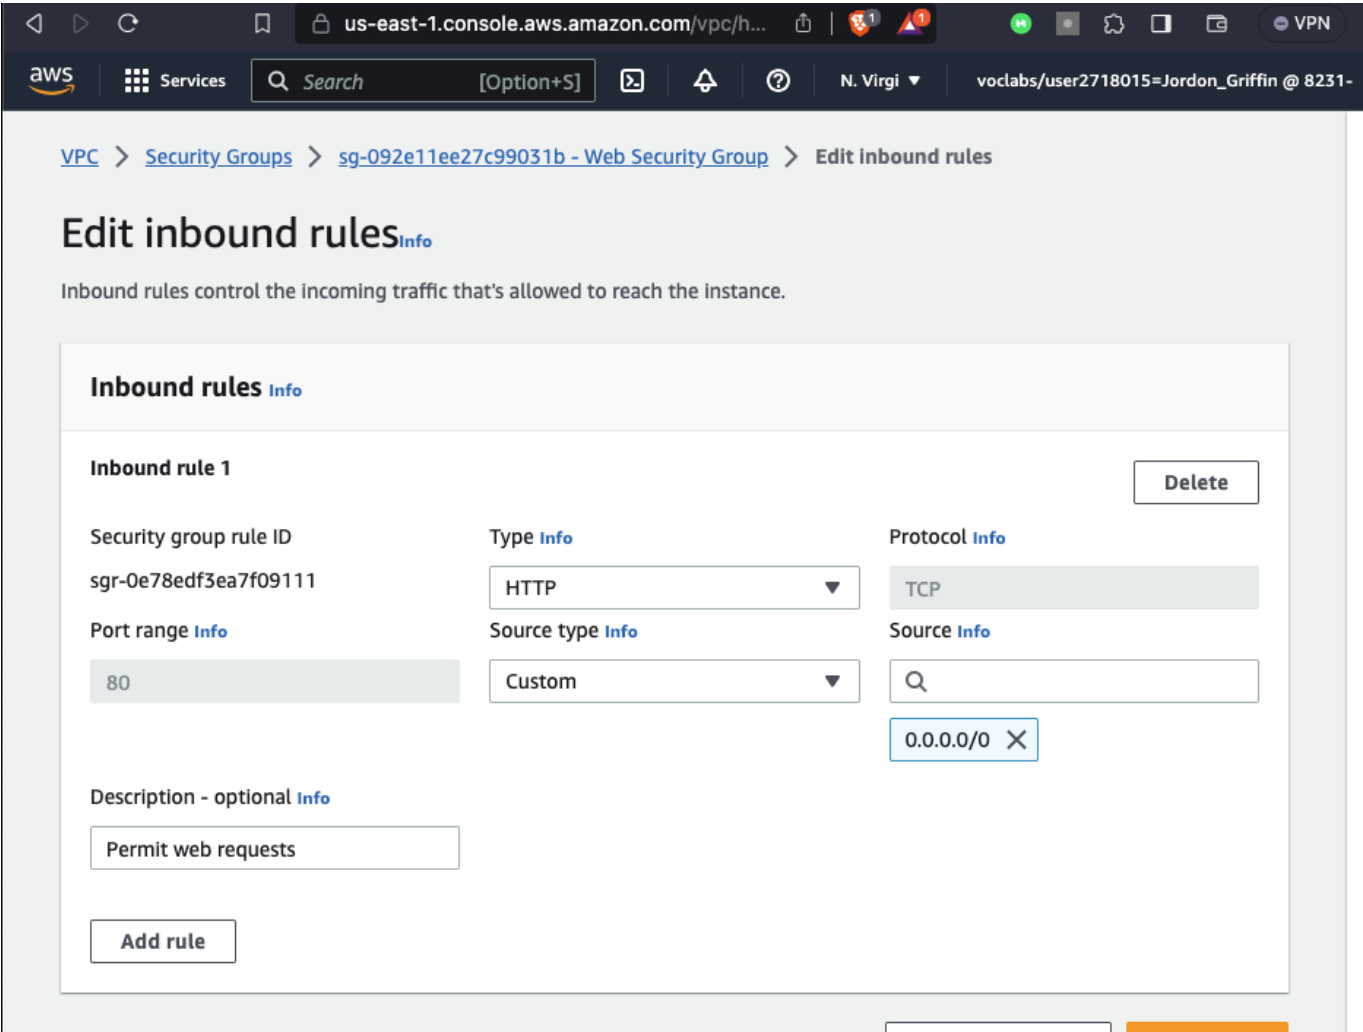 us-east-1.console.aws.amazon.com/vpc/h... 1 1 VPN
aws Services Search [Option+S] N. Virgi voclabs/user2718015=Jordon_Griffin @ 8231-
VPC > Security Groups > sg-092e11ee27c99031b - Web Security Group > Edit inbound rules
Edit inbound rules Info
Inbound rules control the incoming traffic that's allowed to reach the instance.
Inbound rules Info
Inbound rule 1
Delete
Security group rule ID
sgr-0e78edf3ea7f09111
Type Info
HTTP
Protocol Info
TCP
Port range Info
80
Source type Info
Custom
Source Info
0.0.0.0/0
Description - optional Info
Permit web requests
Add rule